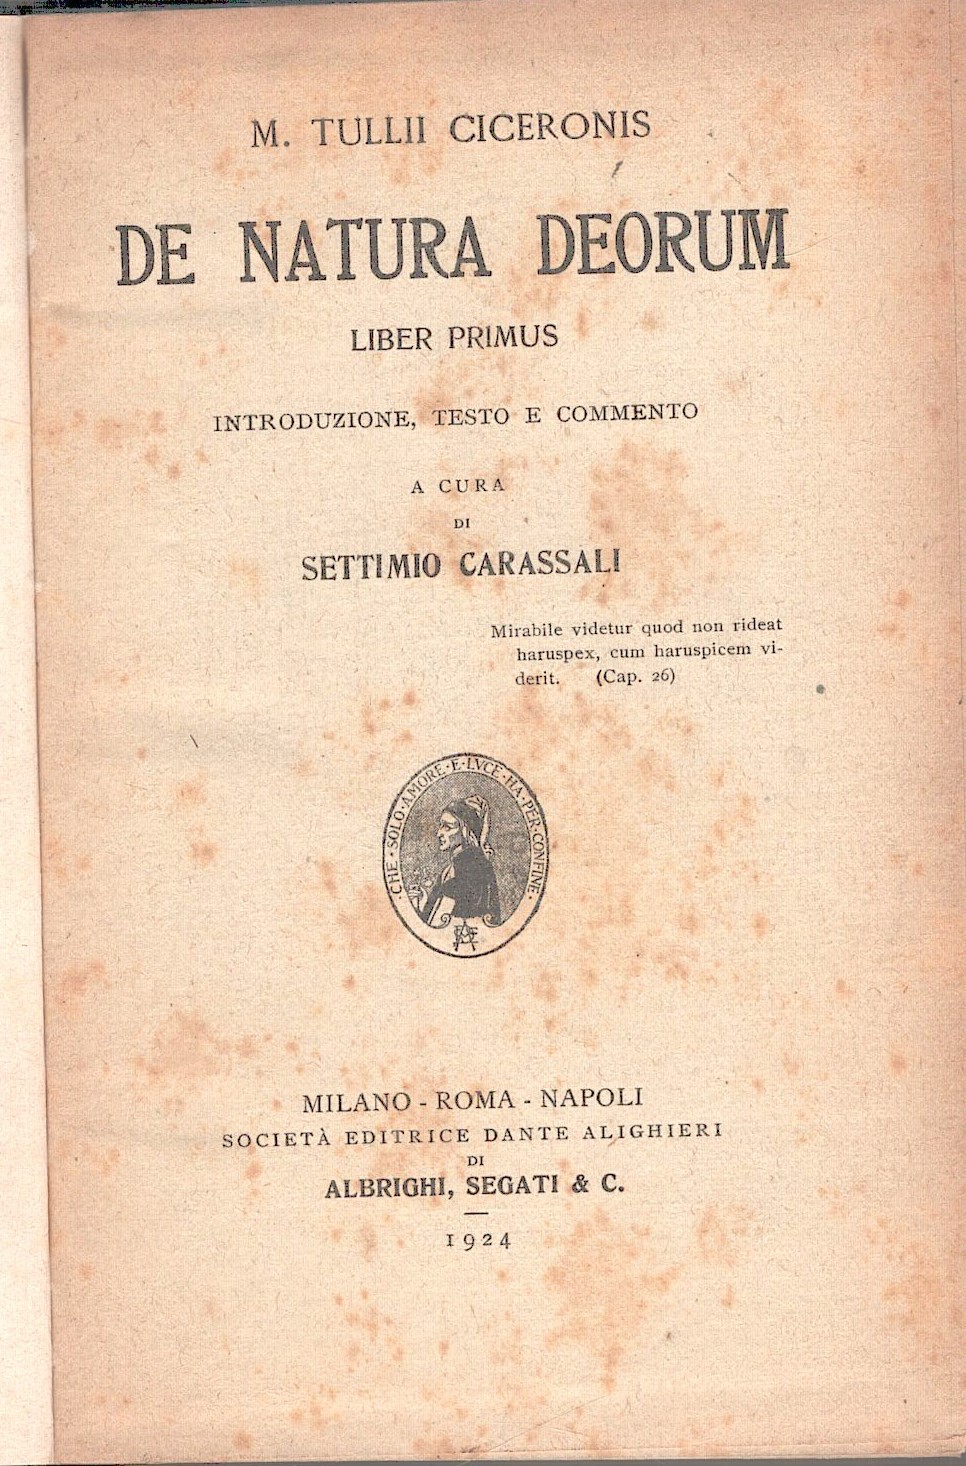 M. TULLII CICERONIS
DE NATURA DEORUM
LIBER PRIMUS
INTRODUZIONE, TESTO E COMMENTO
A CURA
DI
SETTIMIO CARASSALI
Mirabile videtur quod non rideat
haruspex, cum haruspicem vi-
derit. (Cap. 26)
·CHE·SOLO·AMORE·E·LVCE·HA·PER·CONFINE·
MILANO - ROMA - NAPOLI
SOCIETÀ EDITRICE DANTE ALIGHIERI
DI
ALBRIGHI, SEGATI & C.
1924